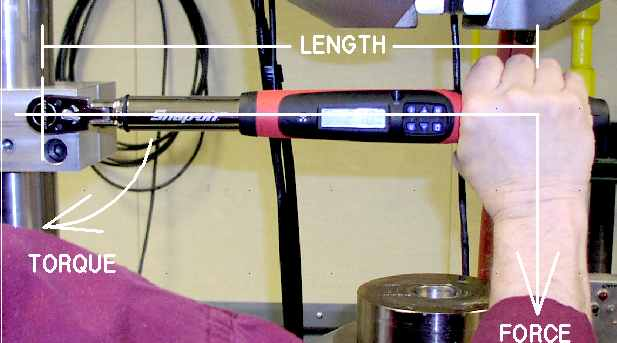 LENGTH
Snap-on
TORQUE
FORCE